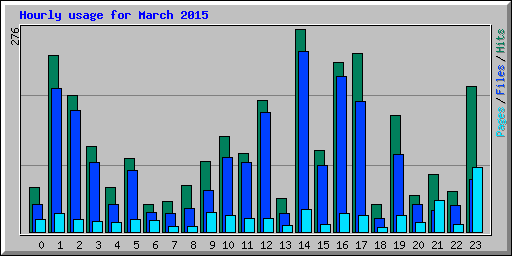 Hourly usage for March 2015
276
Pages/Files/Hits
0 1 2 3 4 5 6 7 8 9 10 11 12 13 14 15 16 17 18 19 20 21 22 23